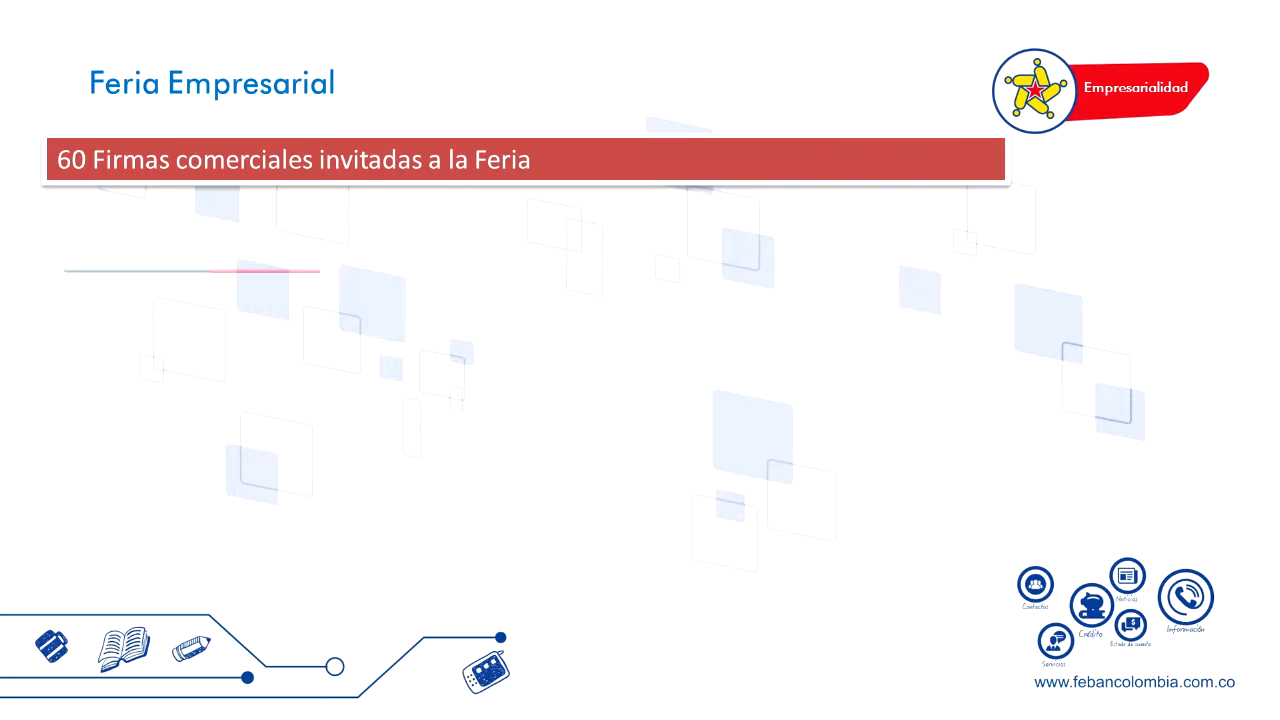 Feria Empresarial
Empresarialidad
60 Firmas comerciales invitadas a la Feria
Contactos
Noticias
Crédito
Información
Estado de cuenta
Servicios
www.febancolombia.com.co